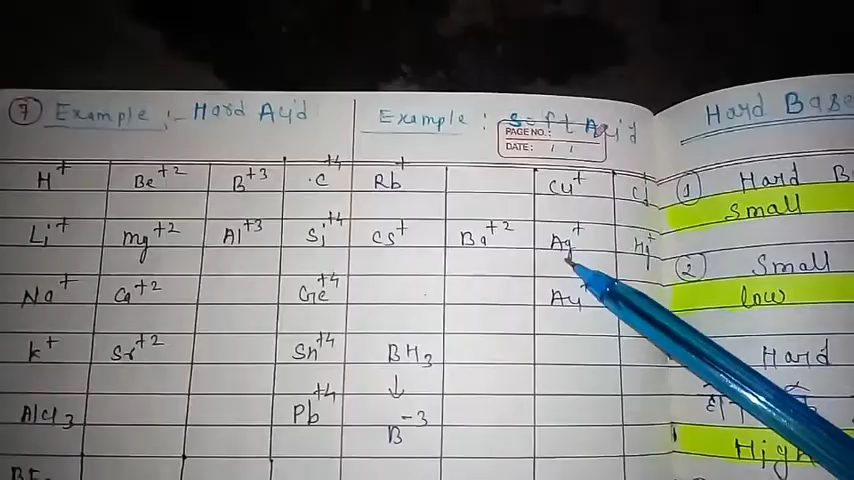 7 Example :- Hard Acid
Example : Soft Acid
PAGE NO.:
DATE: / /
H+ Be+2 B+3 C+4 Rb+ Cu+ Cd
Li+ Mg+2 Al+3 Si+4 Cs+ Ba+2 Ag+ Hg+
Na+ Ca+2 Ge+4 Au+
K+ Sr+2 Sn+4 BH3
AlCl3 Pb+4 ↓
B-3
Hard Base
1 Hard B
Small
2 Small
low
Hard
High